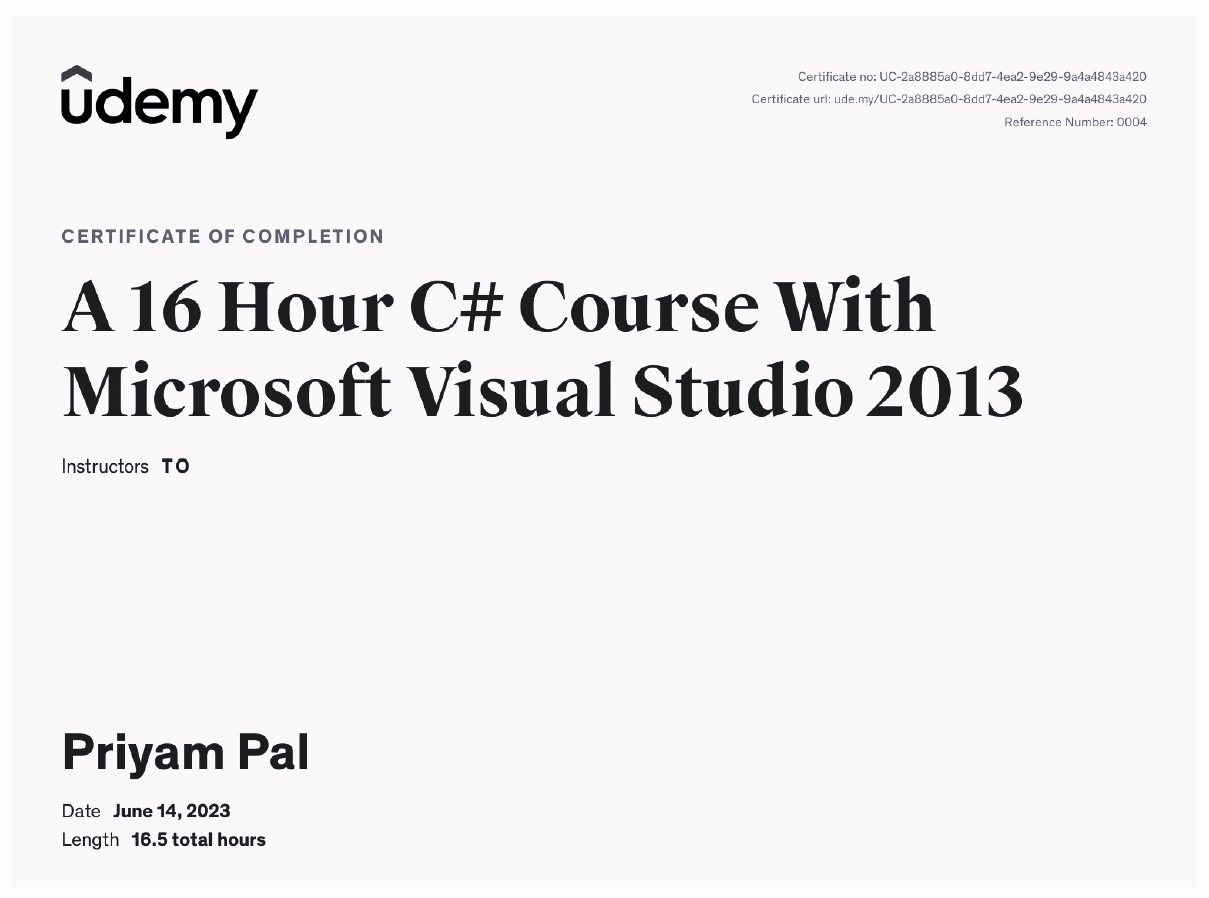 udemy
Certificate no: UC-2a8885a0-8dd7-4ea2-9e29-9a4a4843a420
Certificate url: ude.my/UC-2a8885a0-8dd7-4ea2-9e29-9a4a4843a420
Reference Number: 0004
CERTIFICATE OF COMPLETION
A 16 Hour C# Course With
Microsoft Visual Studio 2013
Instructors TO
Priyam Pal
Date June 14, 2023
Length 16.5 total hours